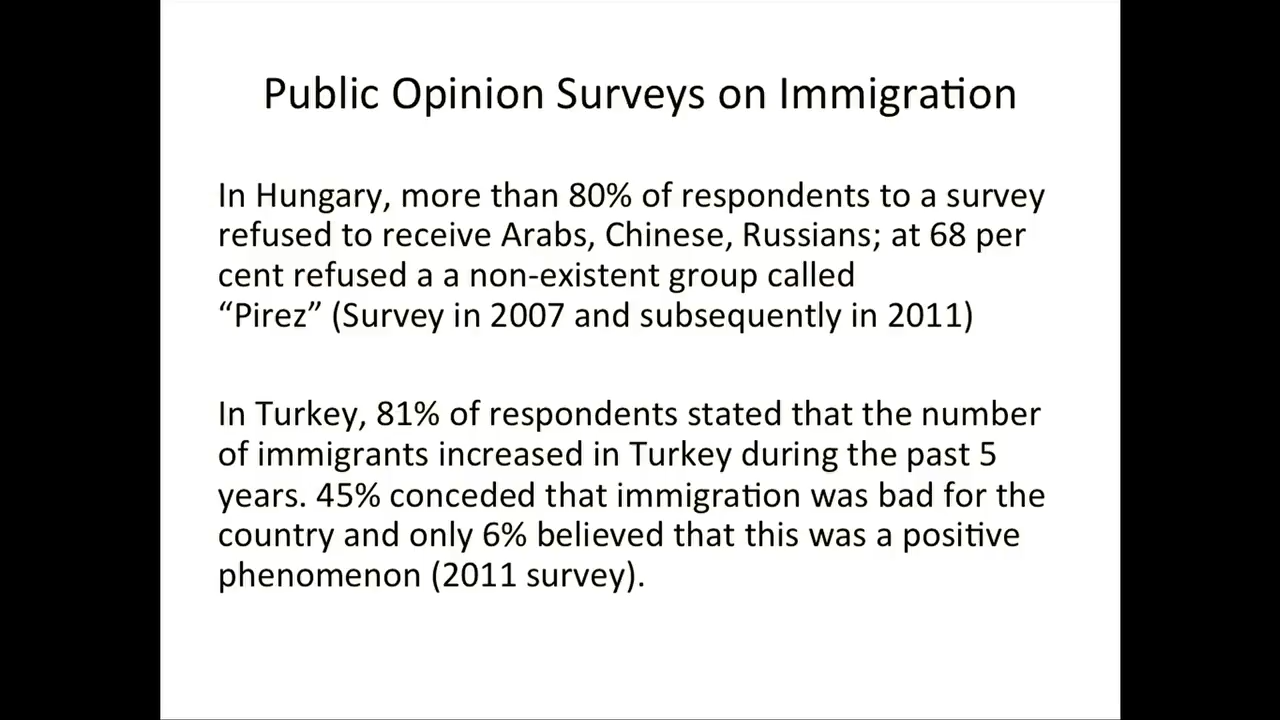 Public Opinion Surveys on Immigration
In Hungary, more than 80% of respondents to a survey
refused to receive Arabs, Chinese, Russians; at 68 per
cent refused a a non-existent group called
“Pirez” (Survey in 2007 and subsequently in 2011)
In Turkey, 81% of respondents stated that the number
of immigrants increased in Turkey during the past 5
years. 45% conceded that immigration was bad for the
country and only 6% believed that this was a positive
phenomenon (2011 survey).